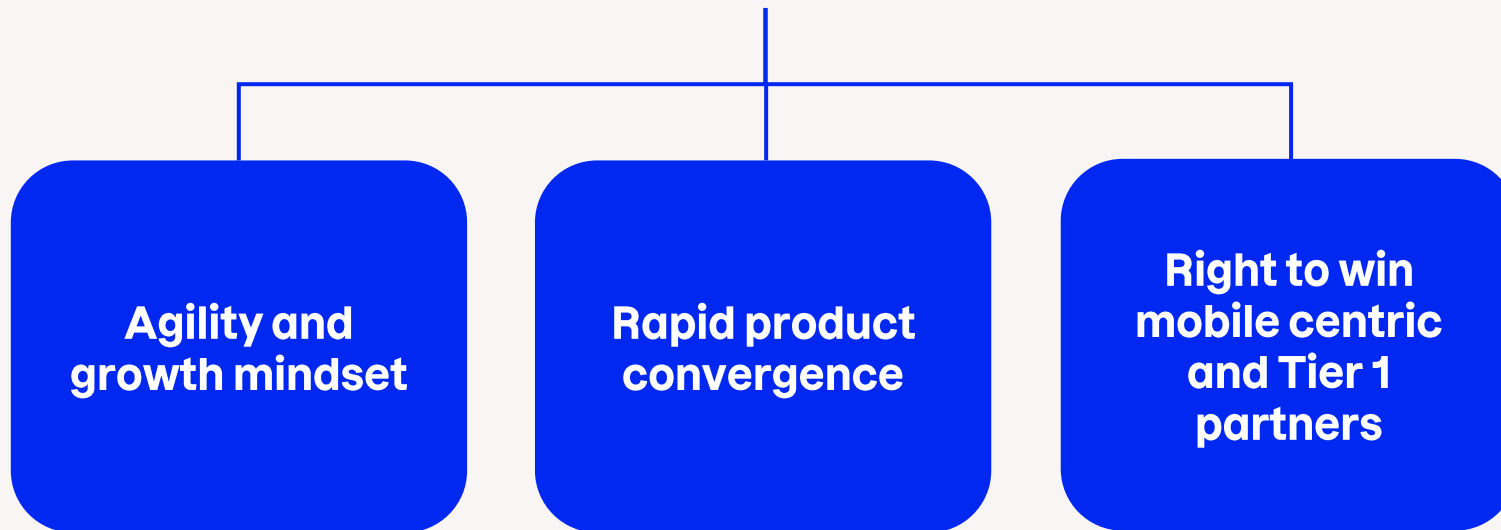 Agility and
growth mindset
Rapid product
convergence
Right to win
mobile centric
and Tier 1
partners